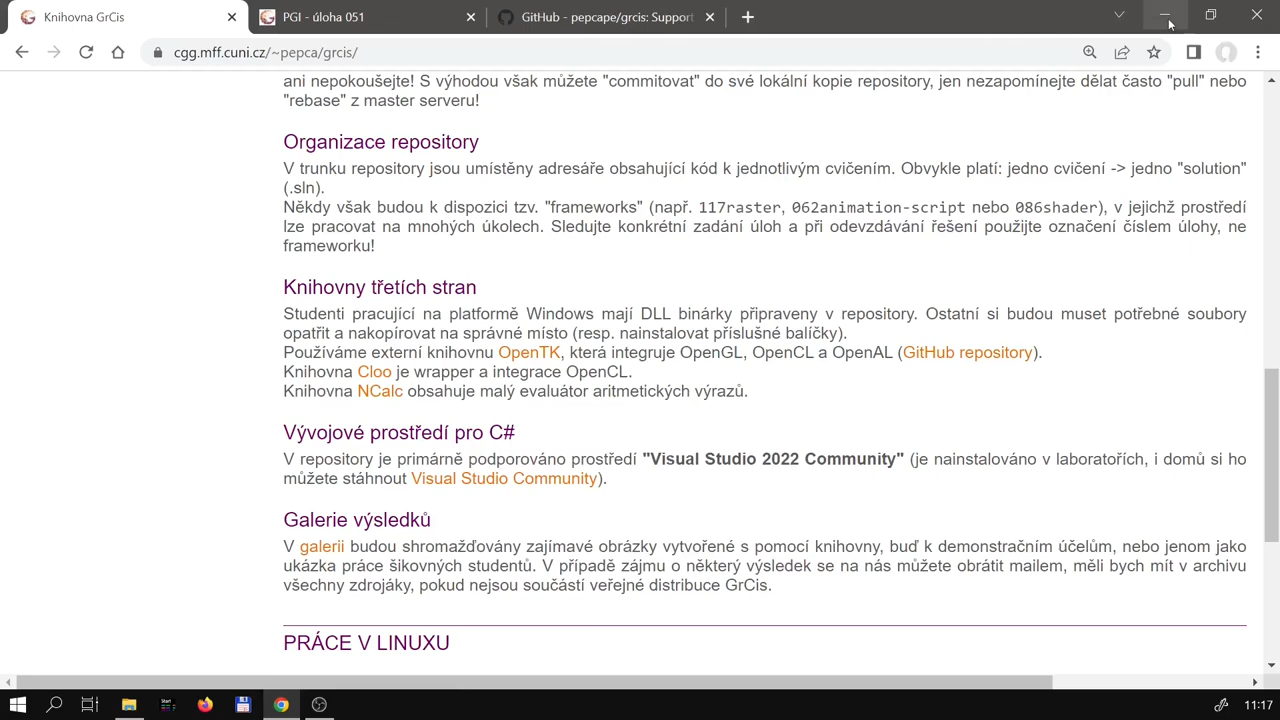 Knihovna GrCis
PGI - úloha 051
GitHub - pepcape/grcis: Support
cgg.mff.cuni.cz/~pepca/grcis/
ani nepokoušejte! S výhodou však můžete "commitovat" do své lokální kopie repository, jen nezapomínejte dělat často "pull" nebo
"rebase" z master serveru!
Organizace repository
V trunku repository jsou umístěny adresáře obsahující kód k jednotlivým cvičením. Obvykle platí: jedno cvičení -> jedno "solution"
(.sln).
Někdy však budou k dispozici tzv. "frameworks" (např. 117raster, 062animation-script nebo 086shader), v jejichž prostředí
lze pracovat na mnohých úkolech. Sledujte konkrétní zadání úloh a při odevzdávání řešení použijte označení číslem úlohy, ne
frameworku!
Knihovny třetích stran
Studenti pracující na platformě Windows mají DLL binárky připraveny v repository. Ostatní si budou muset potřebné soubory
opatřit a nakopírovat na správné místo (resp. nainstalovat příslušné balíčky).
Používáme externí knihovnu OpenTK, která integruje OpenGL, OpenCL a OpenAL (GitHub repository).
Knihovna Cloo je wrapper a integrace OpenCL.
Knihovna NCalc obsahuje malý evaluátor aritmetických výrazů.
Vývojové prostředí pro C#
V repository je primárně podporováno prostředí "Visual Studio 2022 Community" (je nainstalováno v laboratořích, i domů si ho
můžete stáhnout Visual Studio Community).
Galerie výsledků
V galerii budou shromažďovány zajímavé obrázky vytvořené s pomocí knihovny, buď k demonstračním účelům, nebo jenom jako
ukázka práce šikovných studentů. V případě zájmu o některý výsledek se na nás můžete obrátit mailem, měli bych mít v archivu
všechny zdrojáky, pokud nejsou součástí veřejné distribuce GrCis.
PRÁCE V LINUXU
11:17